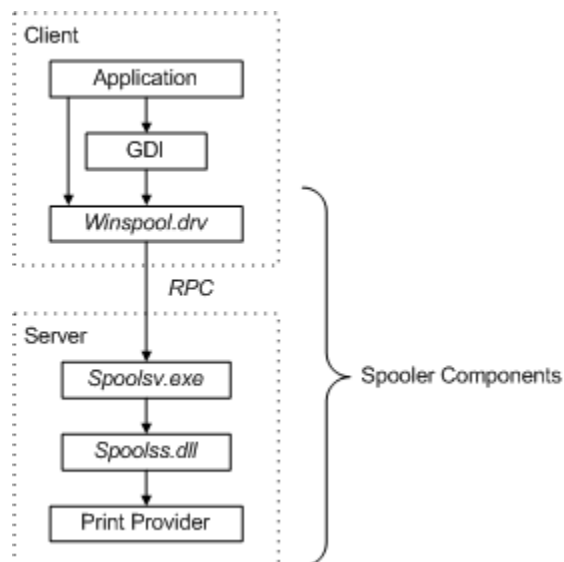 Client
Application
GDI
Winspool.drv
RPC
Server
Spoolsv.exe
Spoolss.dll
Print Provider
Spooler Components